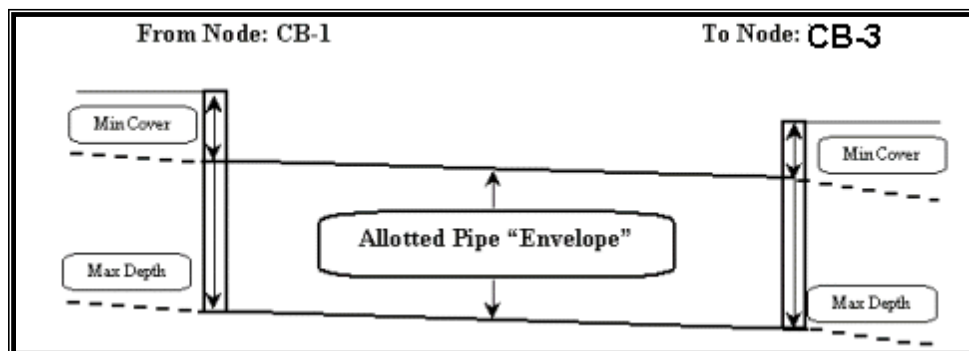 From Node: CB-1
To Node: CB-3
Min Cover
Min Cover
Allotted Pipe “Envelope”
Max Depth
Max Depth